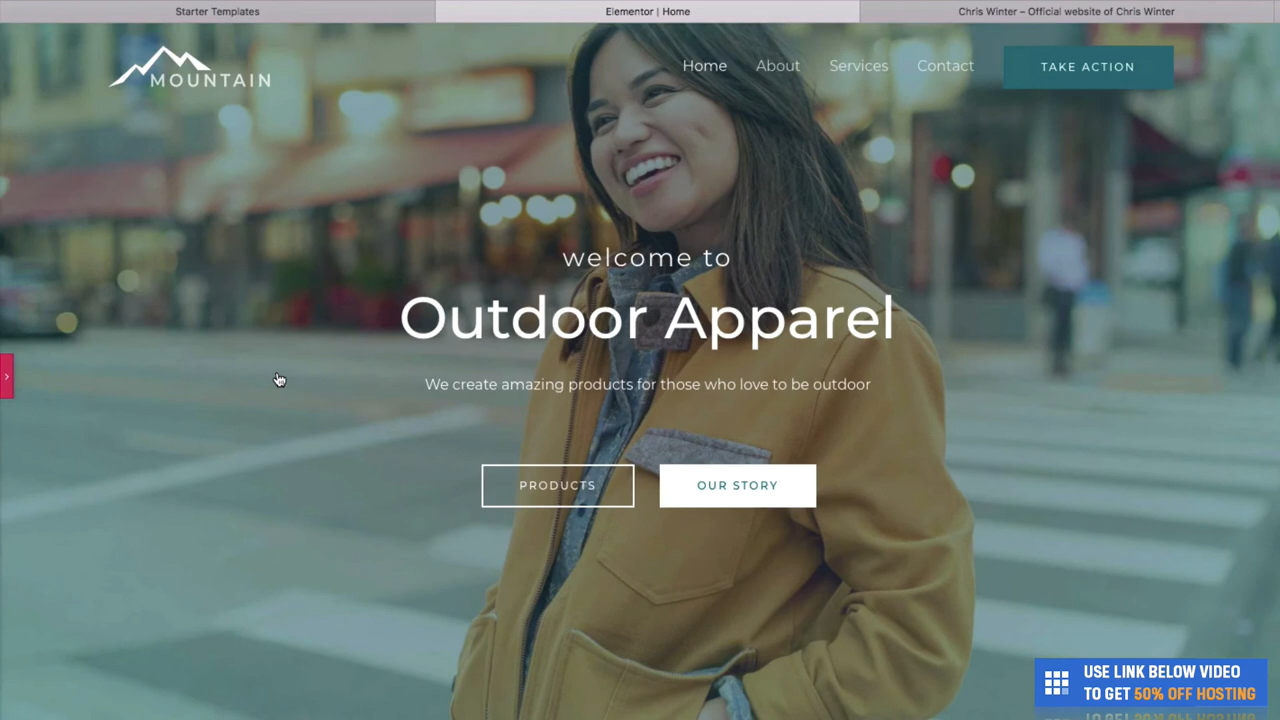 Starter Templates
Elementor | Home
Chris Winter – Official website of Chris Winter
MOUNTAIN
Home
About
Services
Contact
TAKE ACTION
welcome to
Outdoor Apparel
We create amazing products for those who love to be outdoor
PRODUCTS
OUR STORY
USE LINK BELOW VIDEO
TO GET 50% OFF HOSTING